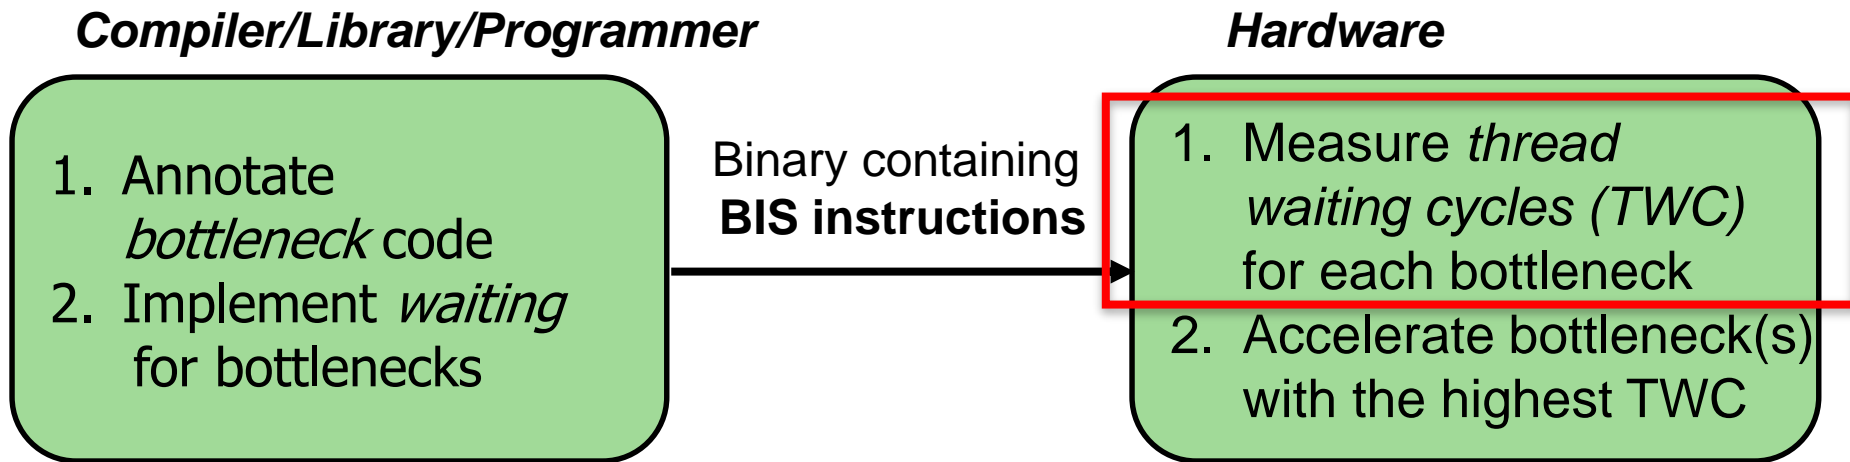 Compiler/Library/Programmer
1. Annotate
bottleneck code
2. Implement waiting
for bottlenecks
Binary containing
BIS instructions
Hardware
1. Measure thread
waiting cycles (TWC)
for each bottleneck
2. Accelerate bottleneck(s)
with the highest TWC